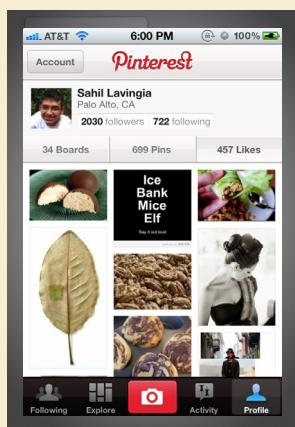 AT&T 6:00 PM 100%
Account Pinterest
Sahil Lavingia
Palo Alto, CA
2030 followers 722 following
34 Boards 699 Pins 457 Likes
Ice
Bank
Mice
Elf
Say it out loud
Following Explore Activity Profile